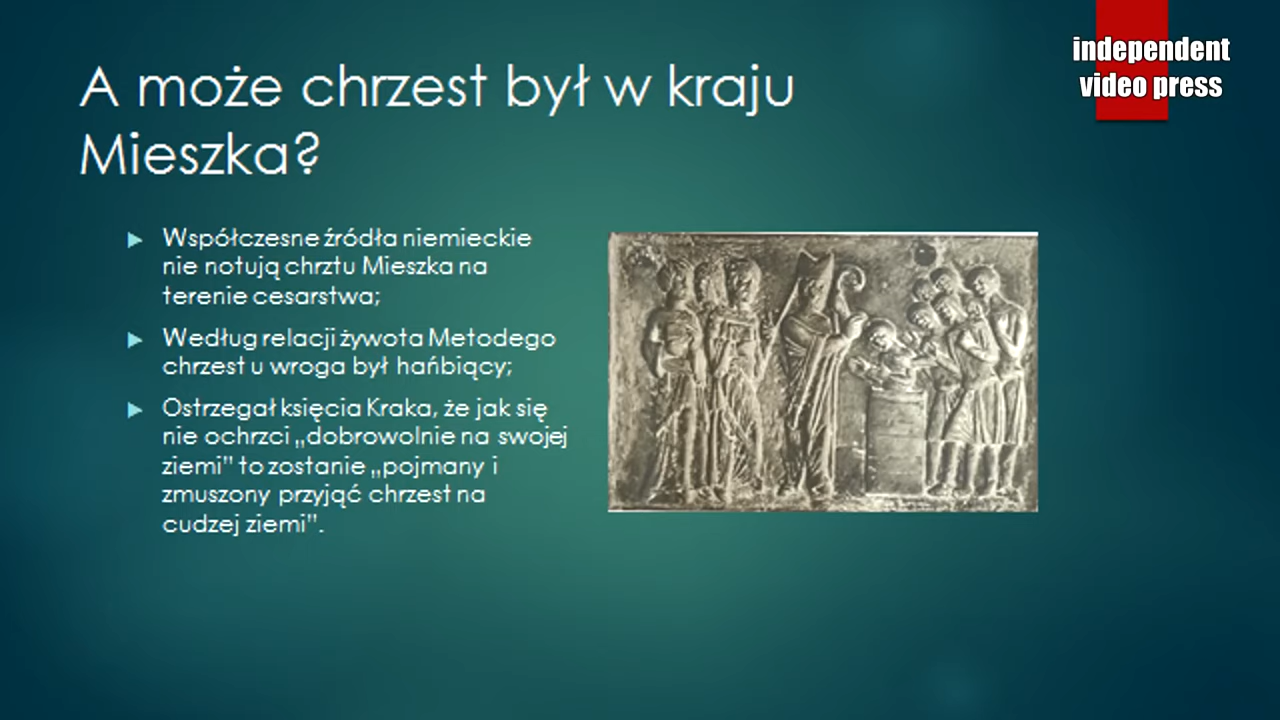 independent
video press
A może chrzest był w kraju
Mieszka?
Współczesne źródła niemieckie
nie notują chrztu Mieszka na
terenie cesarstwa;
Według relacji żywota Metodego
chrzest u wroga był hańbiący;
Ostrzegał księcia Kraka, że jak się
nie ochrzci „dobrowolnie na swojej
ziemi” to zostanie „pojmany i
zmuszony przyjąć chrzest na
cudzej ziemi”.